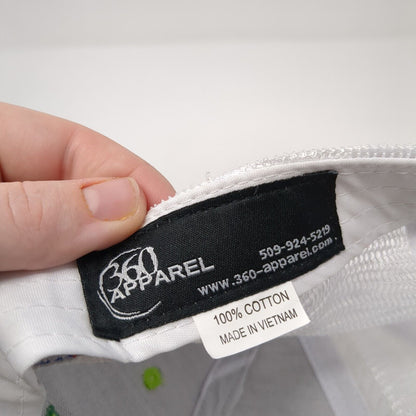 360
APPAREL
509-924-5219
www.360-apparel.com
100% COTTON
MADE IN VIETNAM